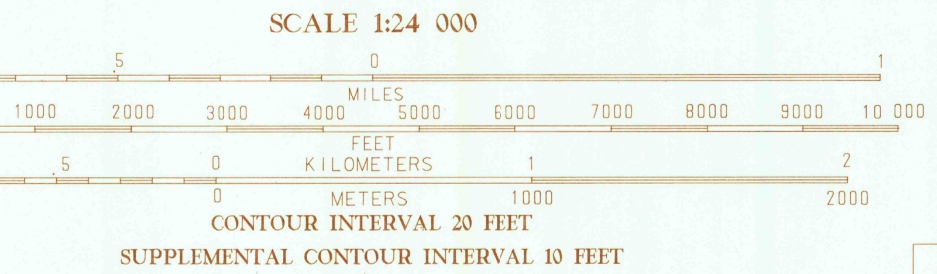 SCALE 1:24 000
.5 0 1
MILES
1000 2000 3000 4000 5000 6000 7000 8000 9000 10 000
FEET
.5 0 KILOMETERS 1 2
0 METERS 1000 2000
CONTOUR INTERVAL 20 FEET
SUPPLEMENTAL CONTOUR INTERVAL 10 FEET